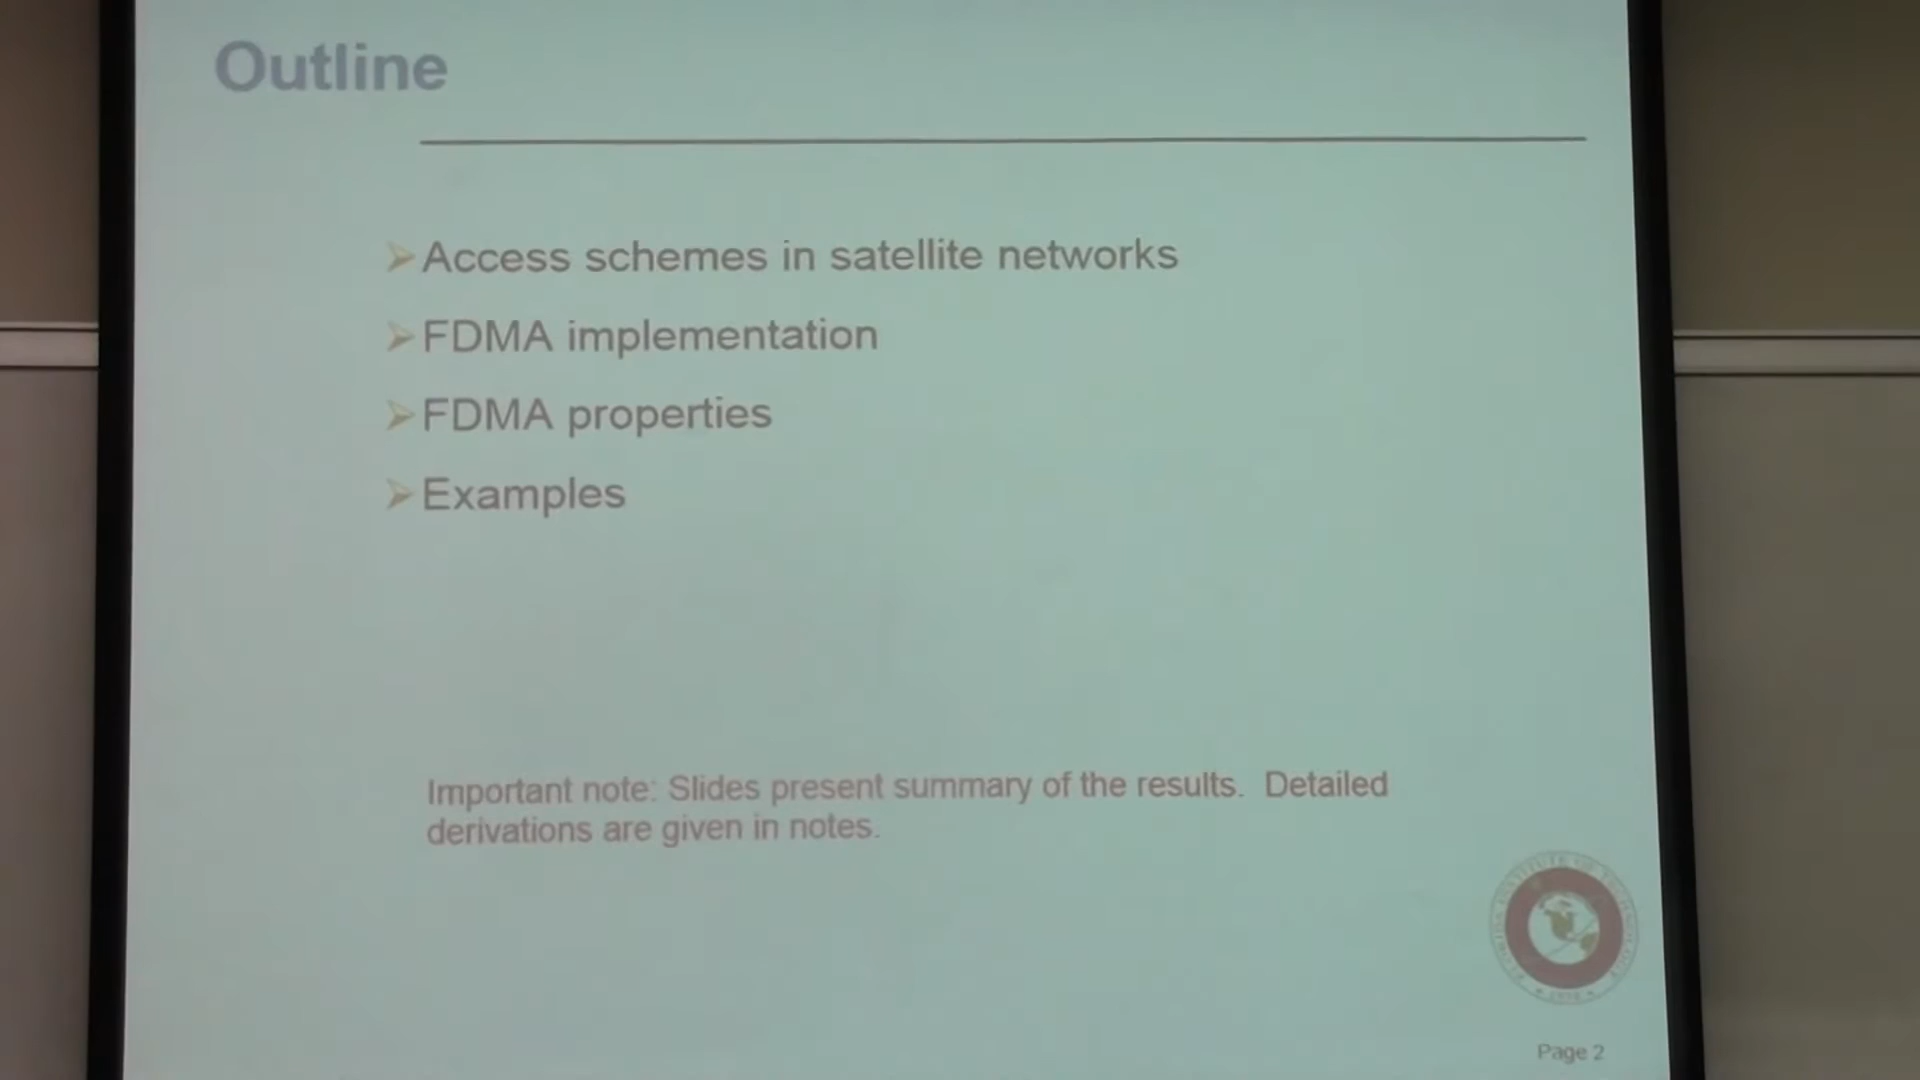 Outline
Access schemes in satellite networks
FDMA implementation
FDMA properties
Examples
Important note: Slides present summary of the results. Detailed
derivations are given in notes.
Page 2